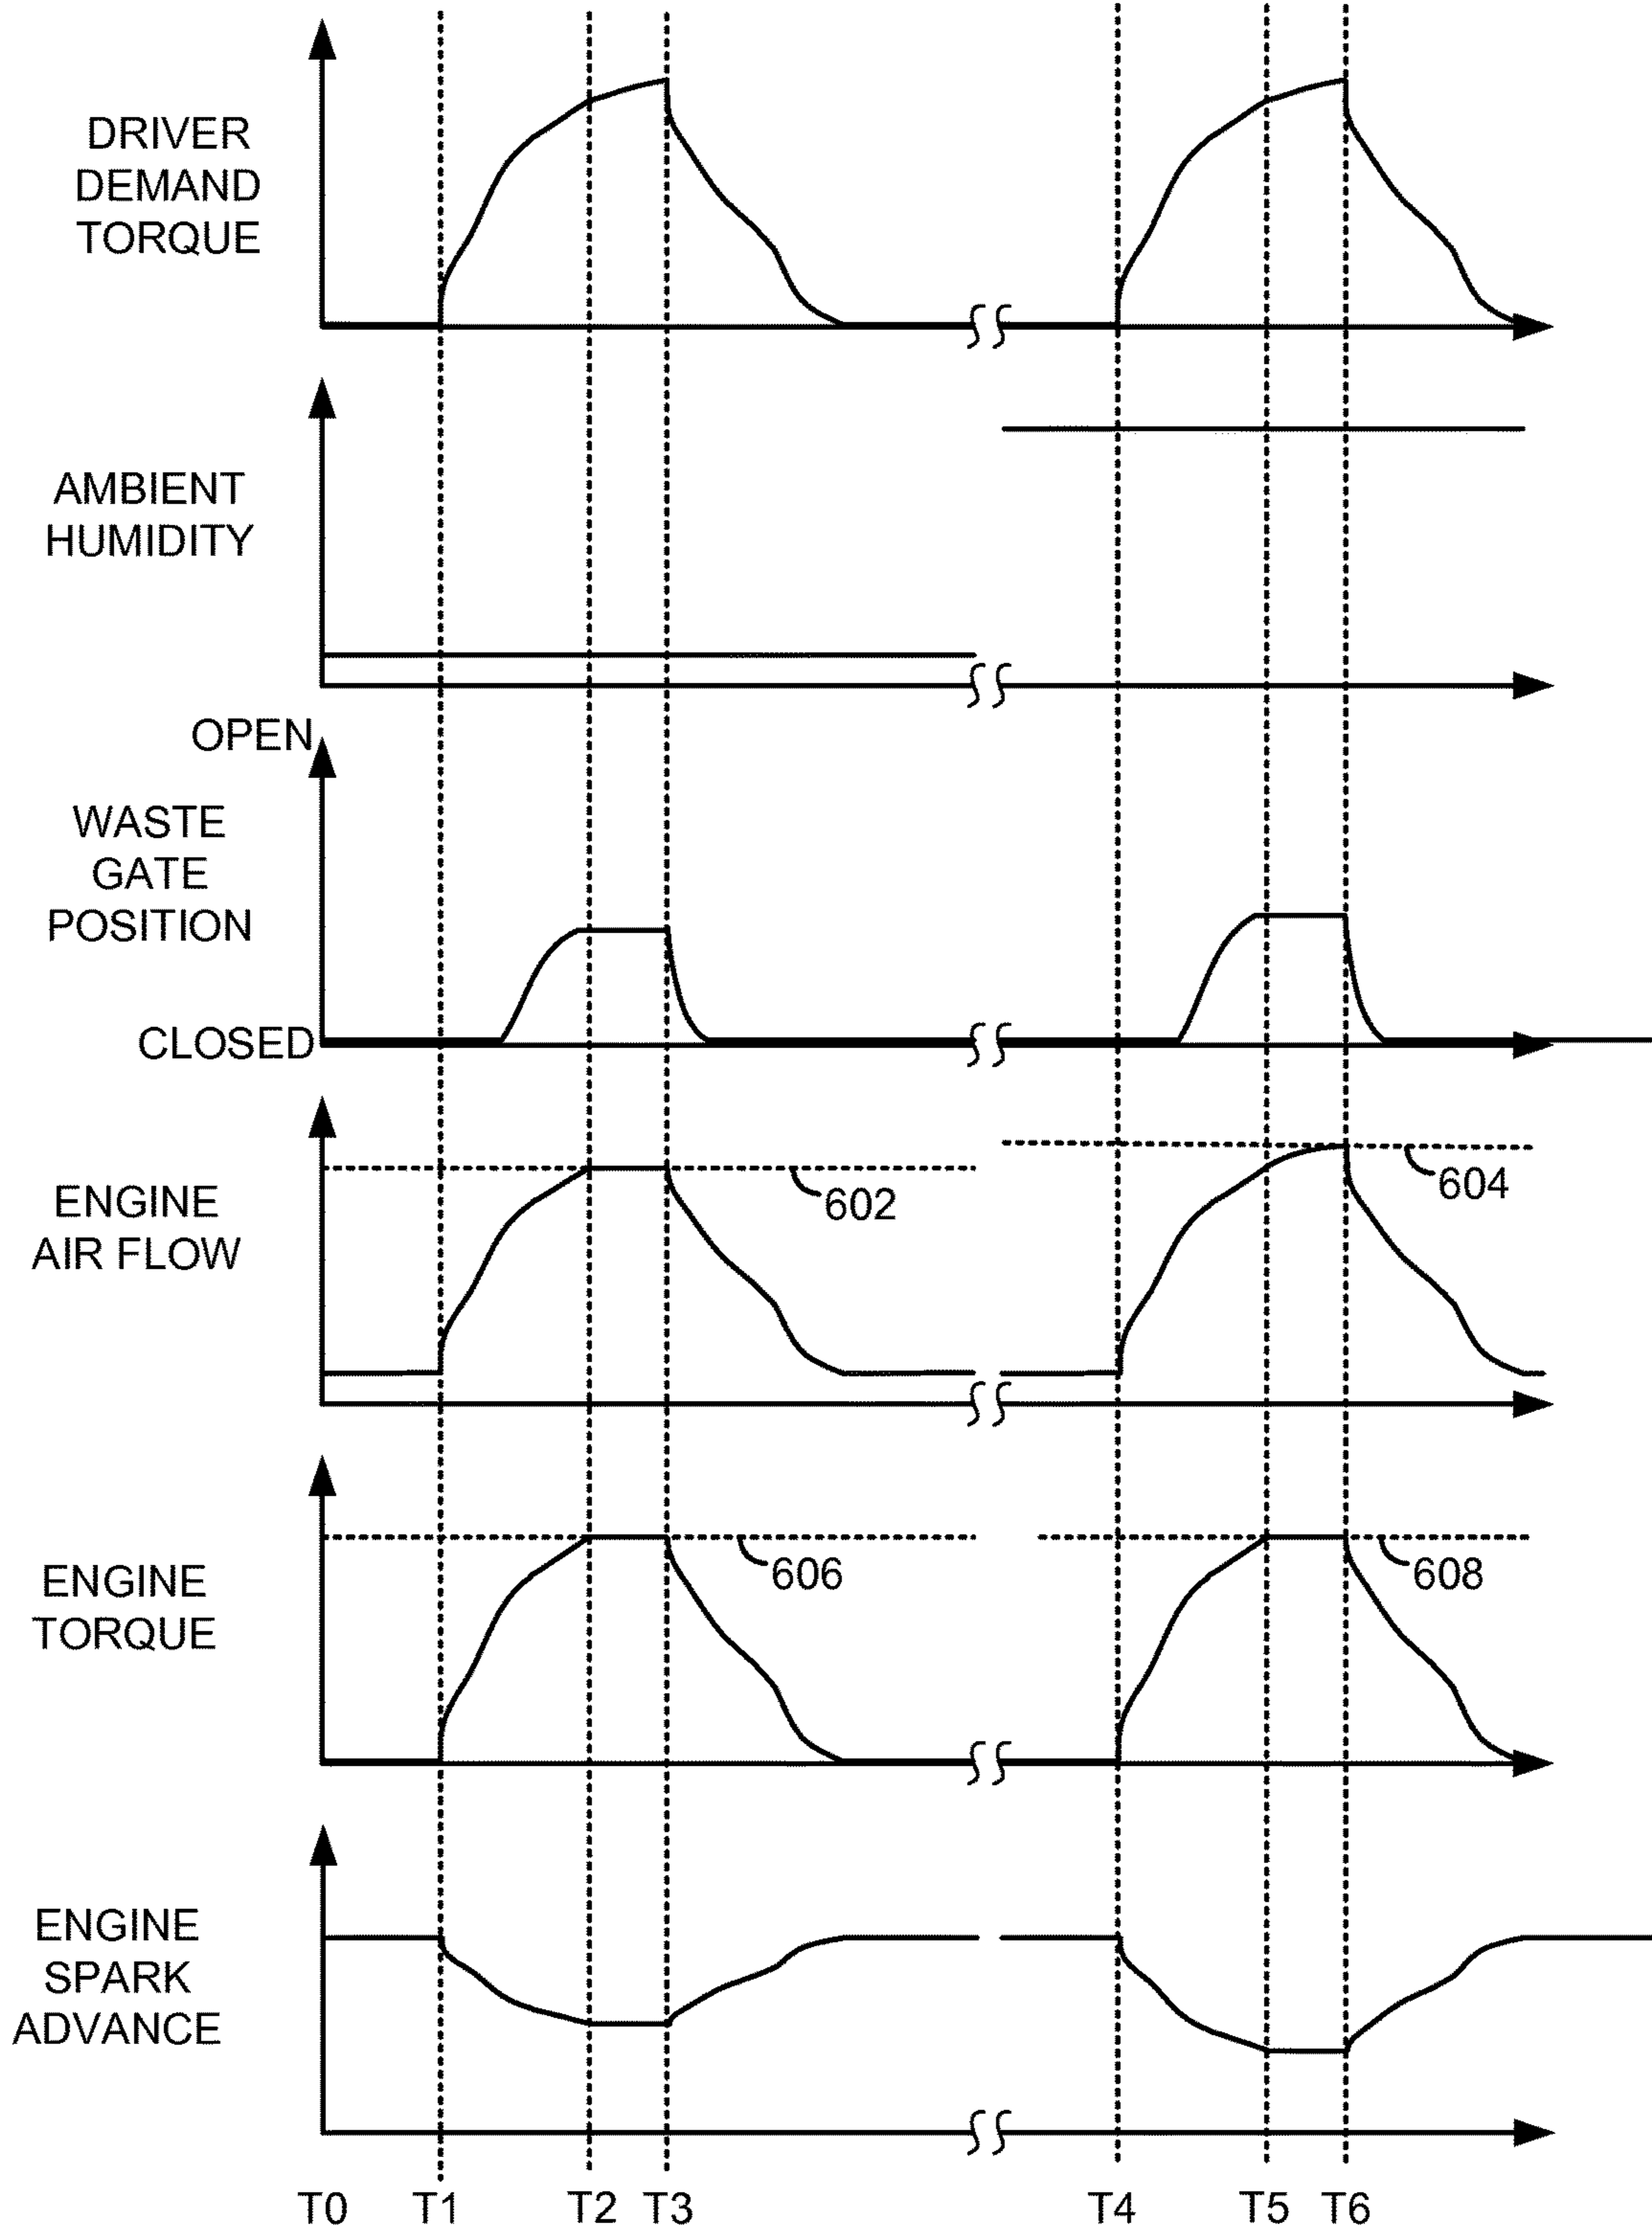 DRIVER
DEMAND
TORQUE
AMBIENT
HUMIDITY
OPEN
WASTE
GATE
POSITION
CLOSED
ENGINE
AIR FLOW
602
604
ENGINE
TORQUE
606
608
ENGINE
SPARK
ADVANCE
T0 T1 T2 T3 T4 T5 T6